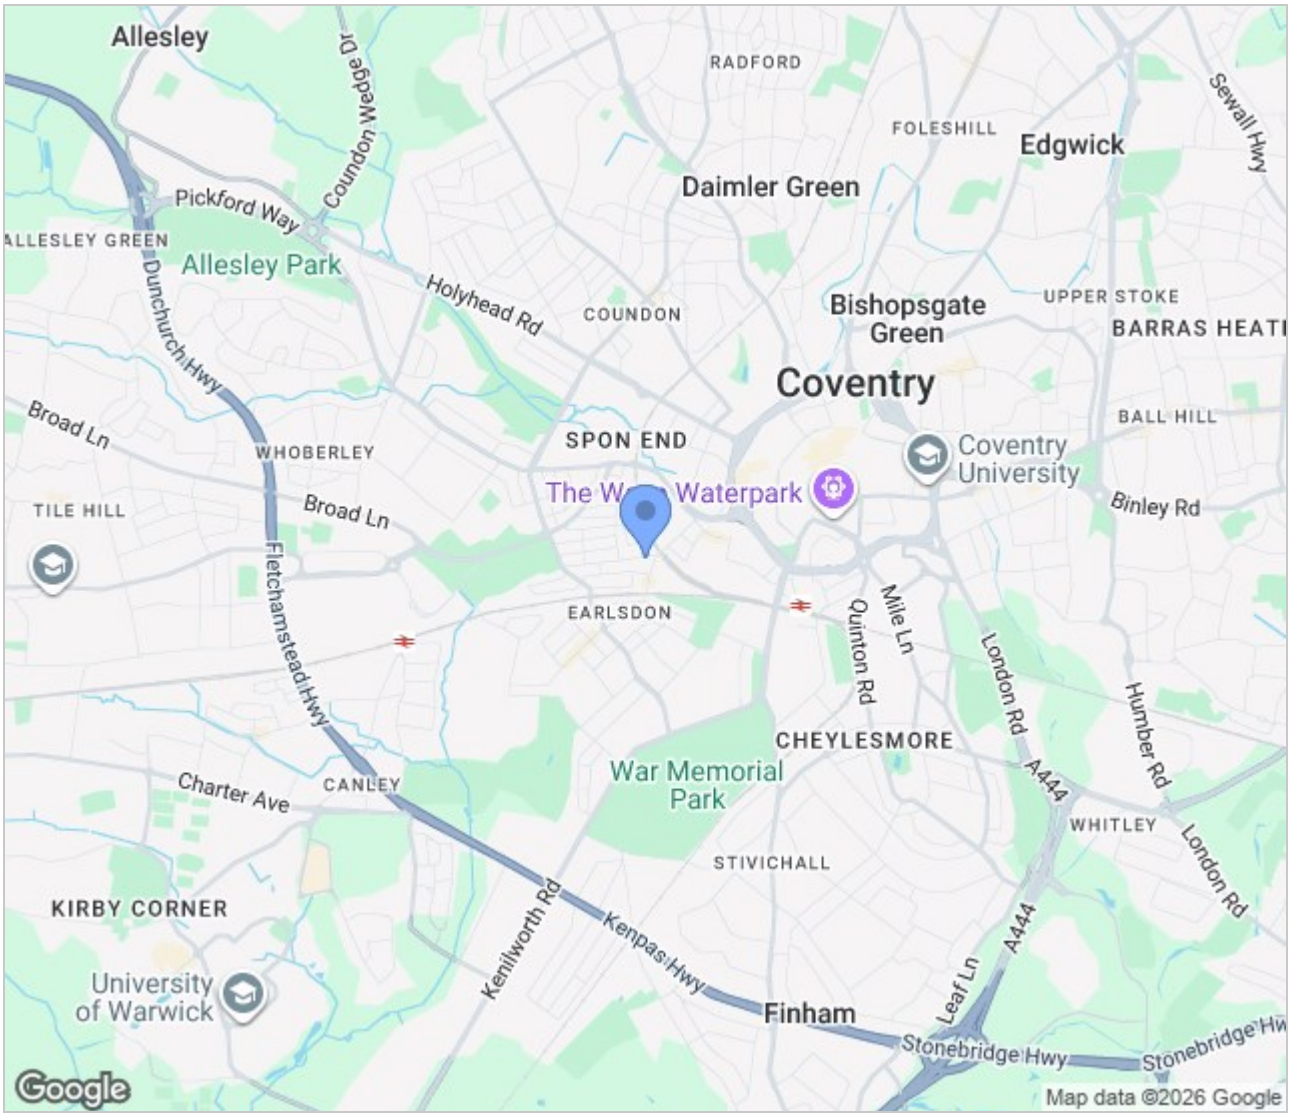 Allesley
Coundon Wedge Dr
RADFORD
Sewall Hwy
FOLESHILL
Edgwick
Daimler Green
Pickford Way
ALLESLEY GREEN
Allesley Park
Dunchurch Hwy
Holyhead Rd
COUNDON
UPPER STOKE
Bishopsgate
Green
BARRAS HEAT
Coventry
Broad Ln
BALL HILL
SPON END
WHOBERLEY
Coventry
University
The W Waterpark
Broad Ln
Binley Rd
TILE HILL
Fletchamstead Hwy
EARLSDON
Mile Ln
Quinton Rd
London Rd
Humber Rd
CHEYLESMORE
War Memorial
Park
A444
Charter Ave
CANLEY
WHITLEY
London Rd
STIVICHALL
KIRBY CORNER
Kenilworth Rd
Kenpas Hwy
A444
Leaf Ln
University
of Warwick
Finham
Stonebridge Hwy
Stonebridge Hw
Google
Map data ©2026 Google